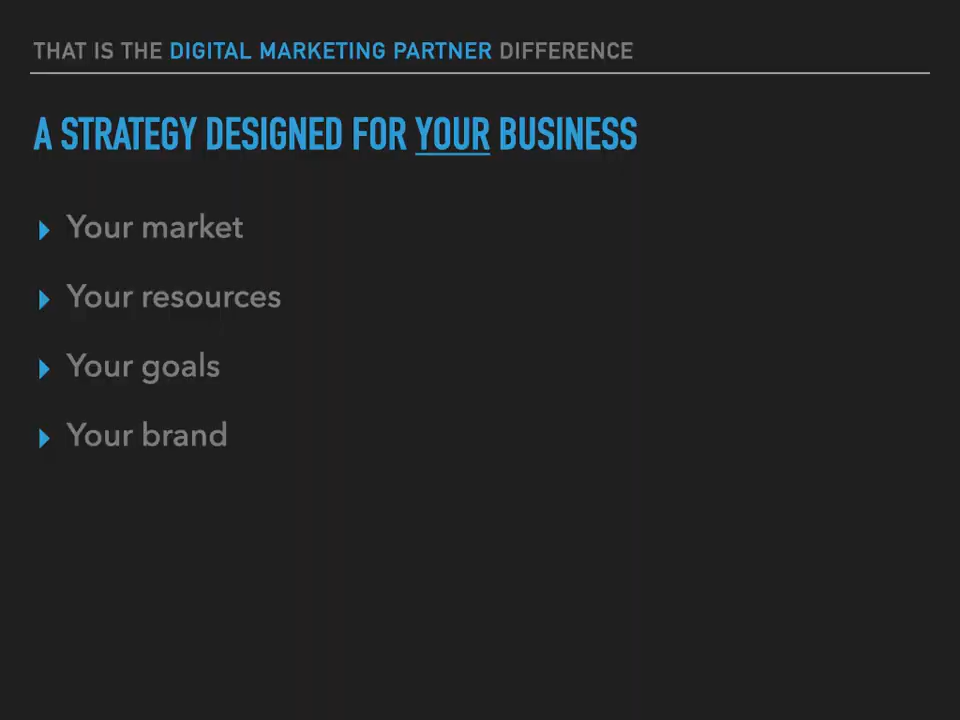 THAT IS THE DIGITAL MARKETING PARTNER DIFFERENCE
A STRATEGY DESIGNED FOR YOUR BUSINESS
Your market
Your resources
Your goals
Your brand